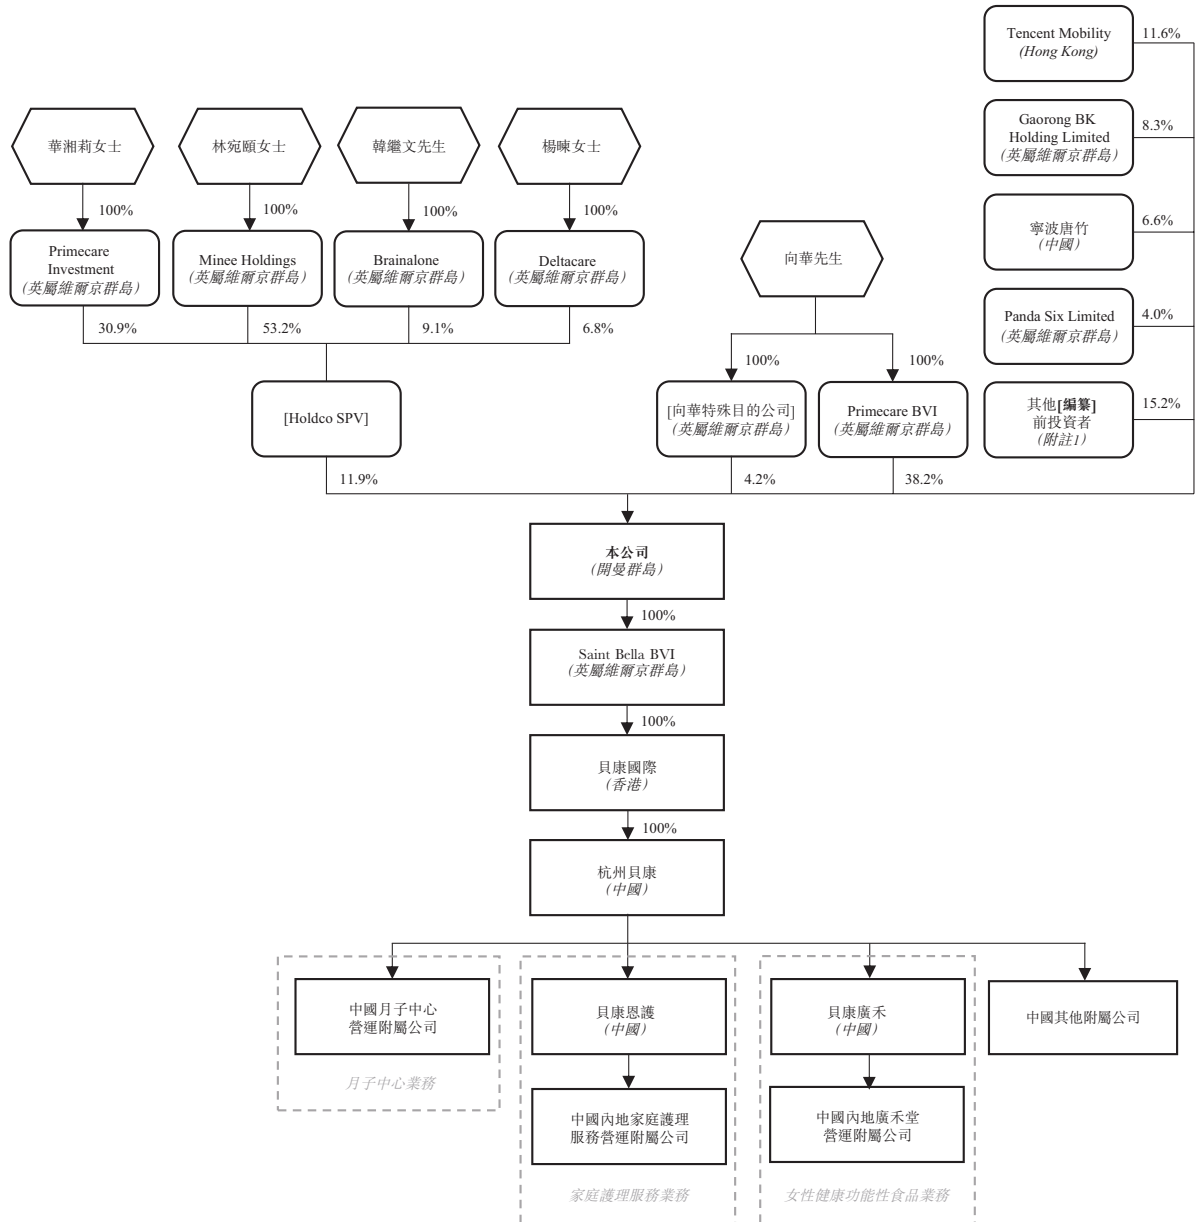 Tencent Mobility
(Hong Kong)
11.6%
Gaorong BK
Holding Limited
(英屬維爾京群島)
8.3%
寧波唐竹
(中國)
6.6%
Panda Six Limited
(英屬維爾京群島)
4.0%
其他[編纂]
前投資者
(附註1)
15.2%
華湘莉女士
林宛頤女士
韓繼文先生
楊暕女士
100%
100%
100%
100%
Primecare
Investment
(英屬維爾京群島)
Minee Holdings
(英屬維爾京群島)
Brainalone
(英屬維爾京群島)
Deltacare
(英屬維爾京群島)
向華先生
30.9%
53.2%
9.1%
6.8%
100%
100%
[Holdco SPV]
[向華特殊目的公司]
(英屬維爾京群島)
Primecare BVI
(英屬維爾京群島)
11.9%
4.2%
38.2%
本公司
(開曼群島)
100%
Saint Bella BVI
(英屬維爾京群島)
100%
貝康國際
(香港)
100%
杭州貝康
(中國)
中國月子中心
營運附屬公司
月子中心業務
貝康恩護
(中國)
中國內地家庭護理
服務營運附屬公司
家庭護理服務業務
貝康廣禾
(中國)
中國內地廣禾堂
營運附屬公司
女性健康功能性食品業務
中國其他附屬公司